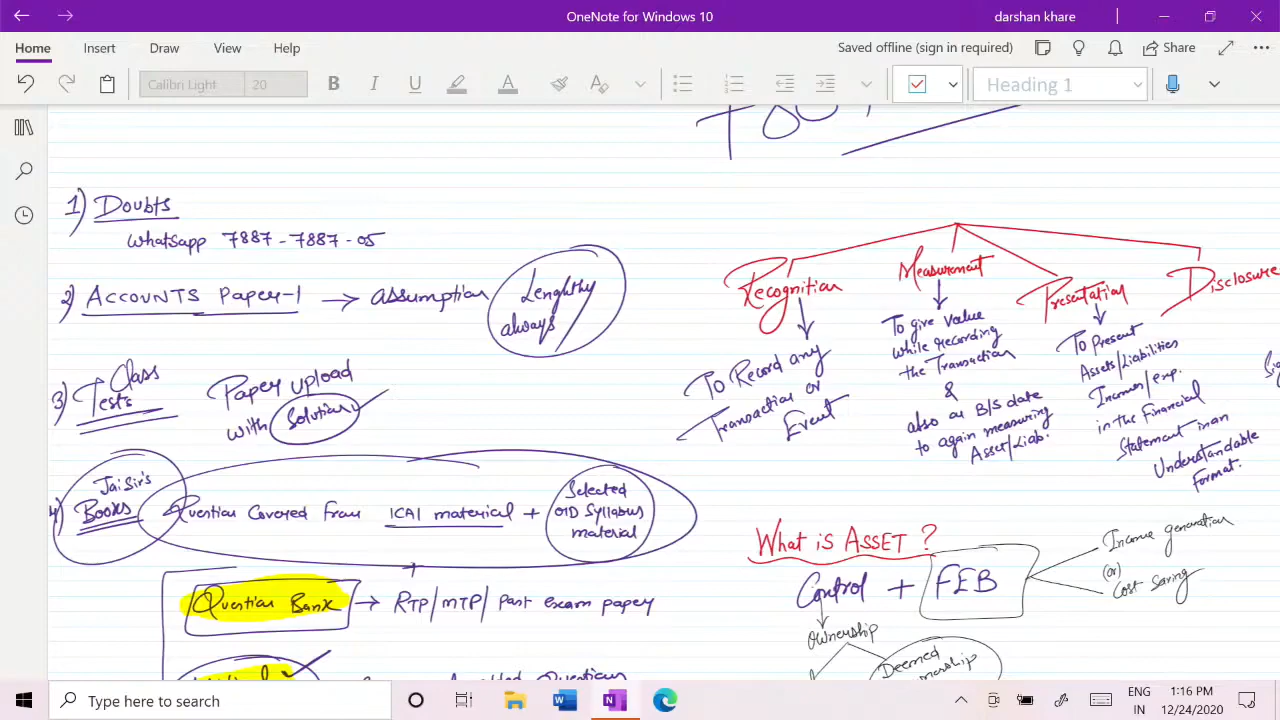 OneNote for Windows 10
darshan khare
Home Insert Draw View Help
Saved offline (sign in required)
Share
Calibri Light 20
B I U A
Heading 1
1) Doubts
Whatsapp 7887 - 7887 - 05
2) ACCOUNTS Paper-1 → Assumption
Lenghthy
always
3) Class
Tests
Paper upload
with Solution
4) Jai Sir's
Books
Question Covered from ICAI material +
Selected
OlD Syllabus
material
Question Bank → RTP/MTP/ Past exam paper
Recognition
To Record any
Transaction or
Event
Measurement
To give value
while recording
the Transaction
&
also on B/S date
to again measuring
Asset/Liab.
Presentation
To Present
Assets/Liabilities
Incomes/exp.
in the Financial
Statement in an
Understandable
format.
Disclosure
What is ASSET ?
Control + FEB
Income generation
(or)
Cost Saving
Ownership
Deemed
Type here to search
ENG
IN
1:16 PM
12/24/2020